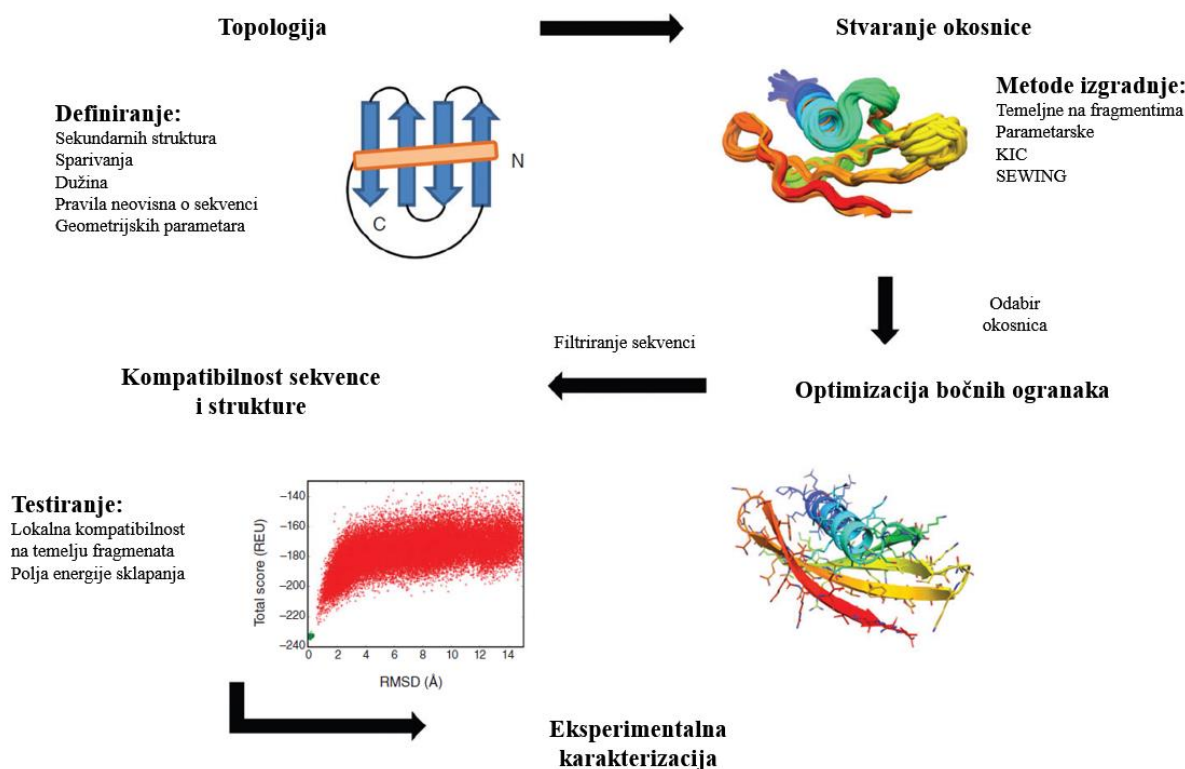 Topologija
Stvaranje okosnice
Definiranje:
Sekundarnih struktura
Sparivanja
Dužina
Pravila neovisna o sekvenci
Geometrijskih parametara
N
C
Metode izgradnje:
Temeljne na fragmentima
Parametarske
KIC
SEWING
Odabir
okosnica
Filtriranje sekvenci
Kompatibilnost sekvence
i strukture
Optimizacija bočnih ogranaka
Testiranje:
Lokalna kompatibilnost
na temelju fragmenata
Polja energije sklapanja
Total score (REU)
−140
−160
−180
−200
−220
−240
0 2 4 6 8 10 12 14
RMSD (Å)
Eksperimentalna
karakterizacija